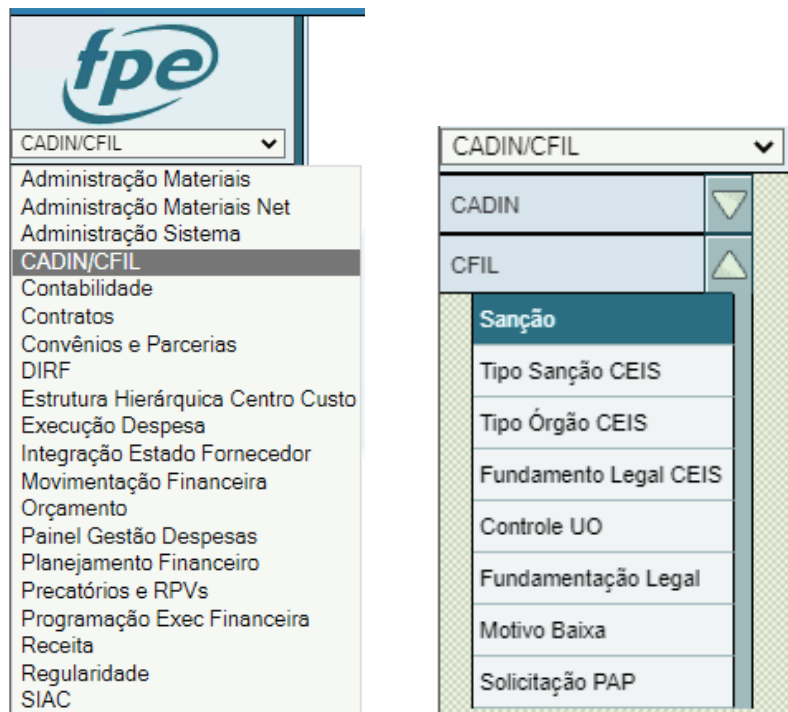 fpe
CADIN/CFIL
Administração Materiais
Administração Materiais Net
Administração Sistema
CADIN/CFIL
Contabilidade
Contratos
Convênios e Parcerias
DIRF
Estrutura Hierárquica Centro Custo
Execução Despesa
Integração Estado Fornecedor
Movimentação Financeira
Orçamento
Painel Gestão Despesas
Planejamento Financeiro
Precatórios e RPVs
Programação Exec Financeira
Receita
Regularidade
SIAC
CADIN/CFIL
CADIN
CFIL
Sanção
Tipo Sanção CEIS
Tipo Órgão CEIS
Fundamento Legal CEIS
Controle UO
Fundamentação Legal
Motivo Baixa
Solicitação PAP